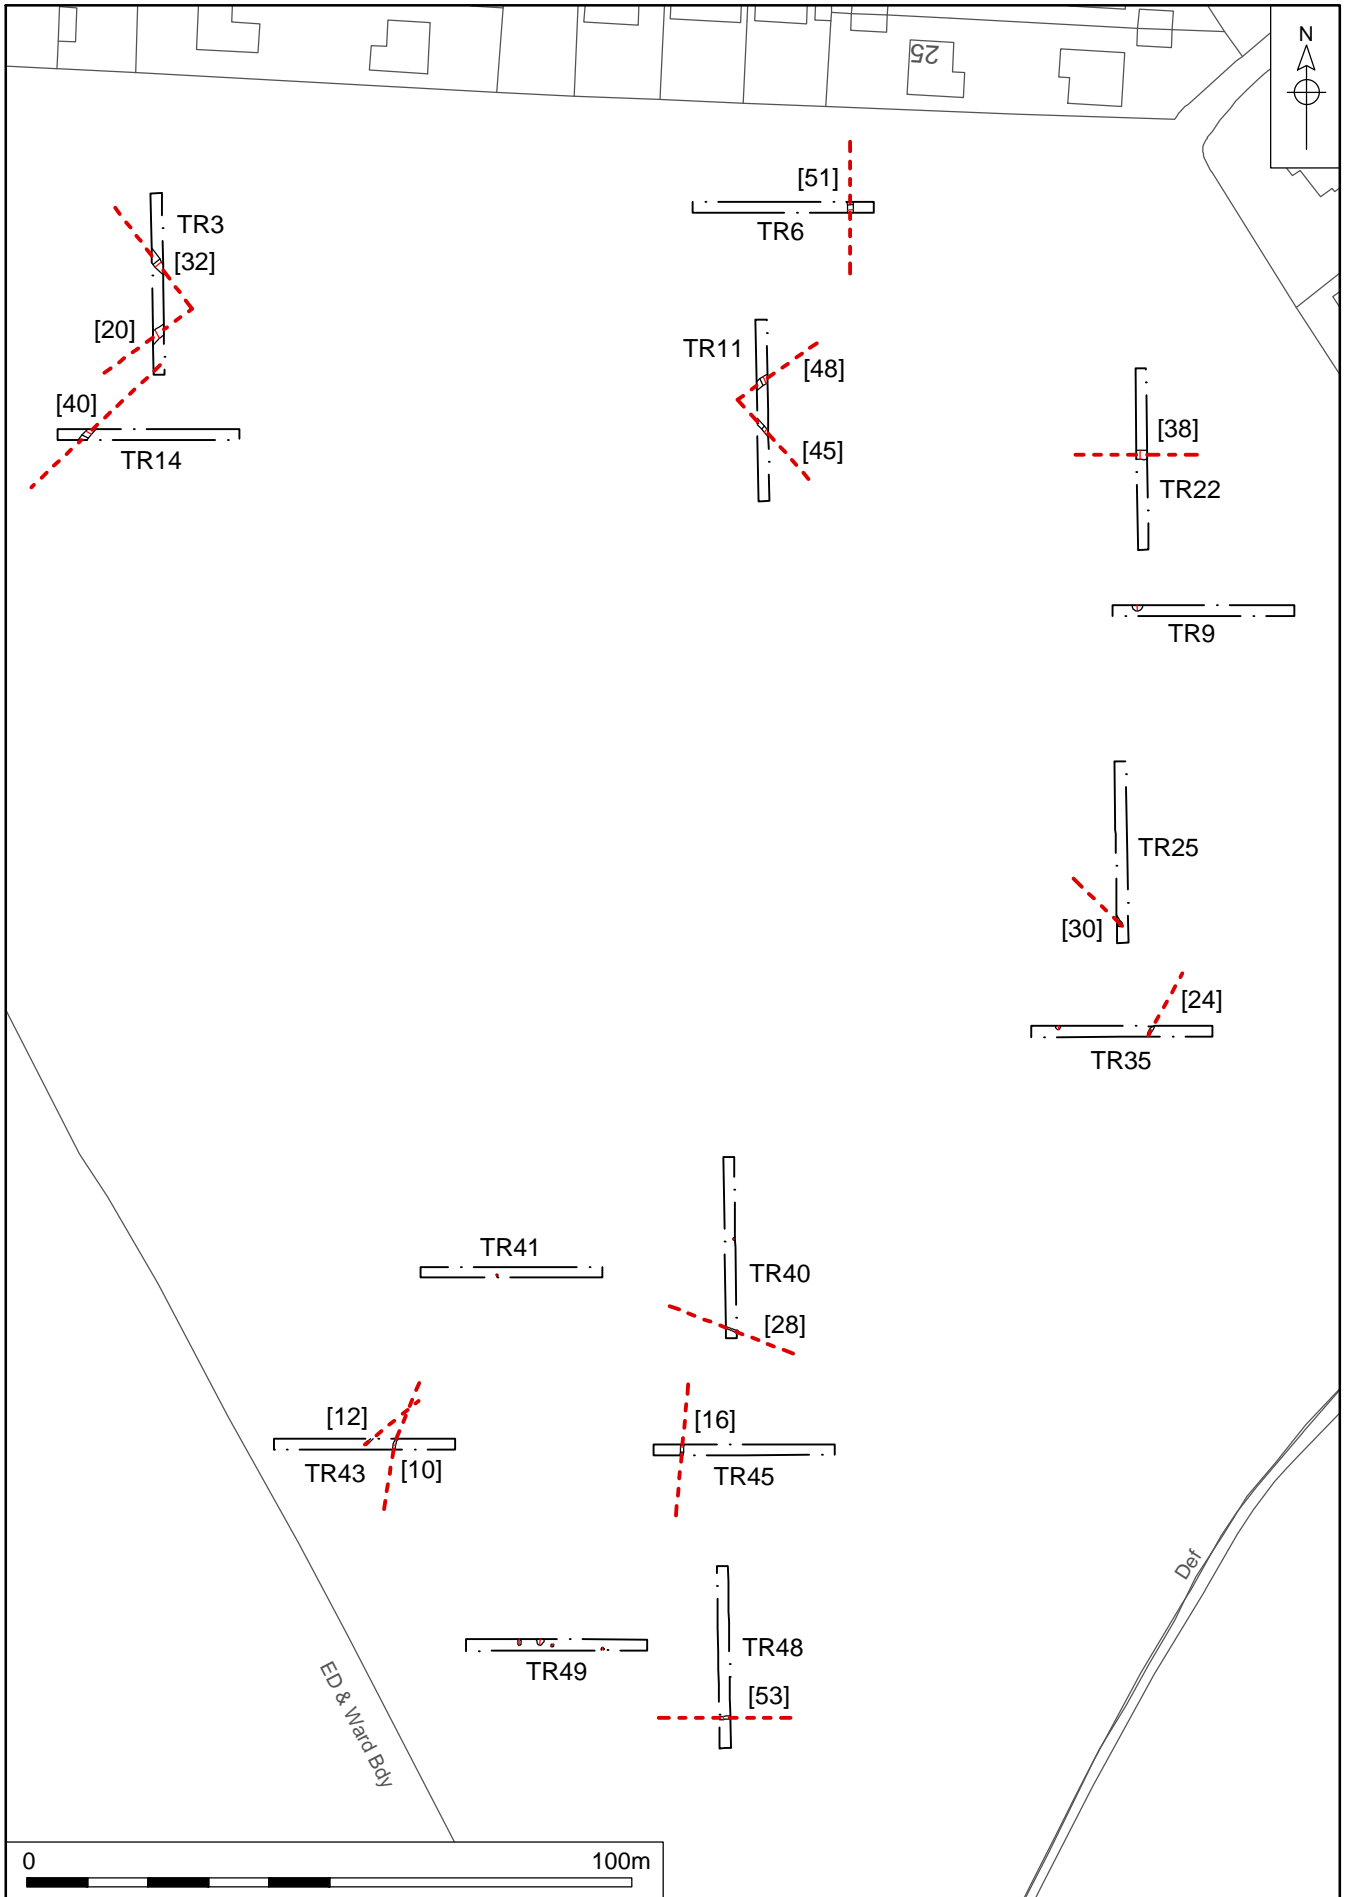 25
N
[51]
TR3
TR6
[32]
[20]
TR11
[48]
[40]
[38]
[45]
TR14
TR22
TR9
TR25
[30]
[24]
TR35
TR41
TR40
[28]
[12]
[16]
TR43
[10]
TR45
Def
TR48
TR49
[53]
ED & Ward Bdy
0 100m